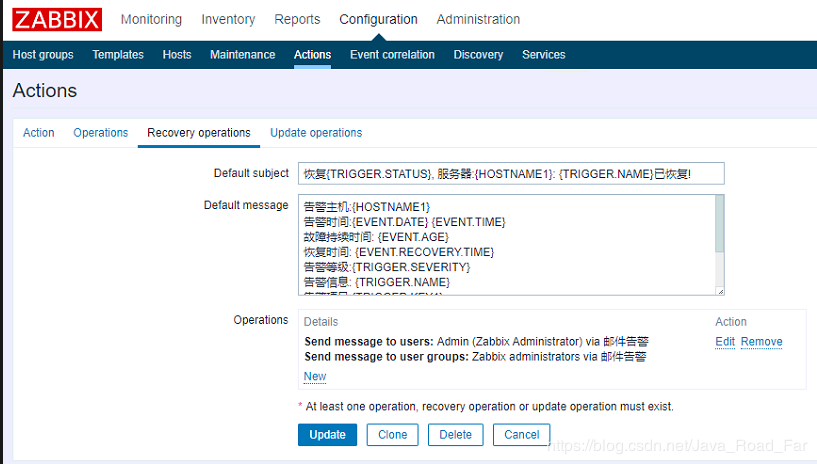 ZABBIX Monitoring Inventory Reports Configuration Administration
Host groups Templates Hosts Maintenance Actions Event correlation Discovery Services
Actions
Action Operations Recovery operations Update operations
Default subject 恢复{TRIGGER.STATUS}, 服务器:{HOSTNAME1}: {TRIGGER.NAME}已恢复!
Default message 告警主机:{HOSTNAME1}
告警时间:{EVENT.DATE} {EVENT.TIME}
故障持续时间: {EVENT.AGE}
恢复时间: {EVENT.RECOVERY.TIME}
告警等级:{TRIGGER.SEVERITY}
告警信息: {TRIGGER.NAME}
告警项目:{TRIGGER.KEY1}
Operations Details Action
Send message to users: Admin (Zabbix Administrator) via 邮件告警 Edit Remove
Send message to user groups: Zabbix administrators via 邮件告警
New
* At least one operation, recovery operation or update operation must exist.
Update Clone Delete Cancel
https://blog.csdn.net/Java_Road_Far